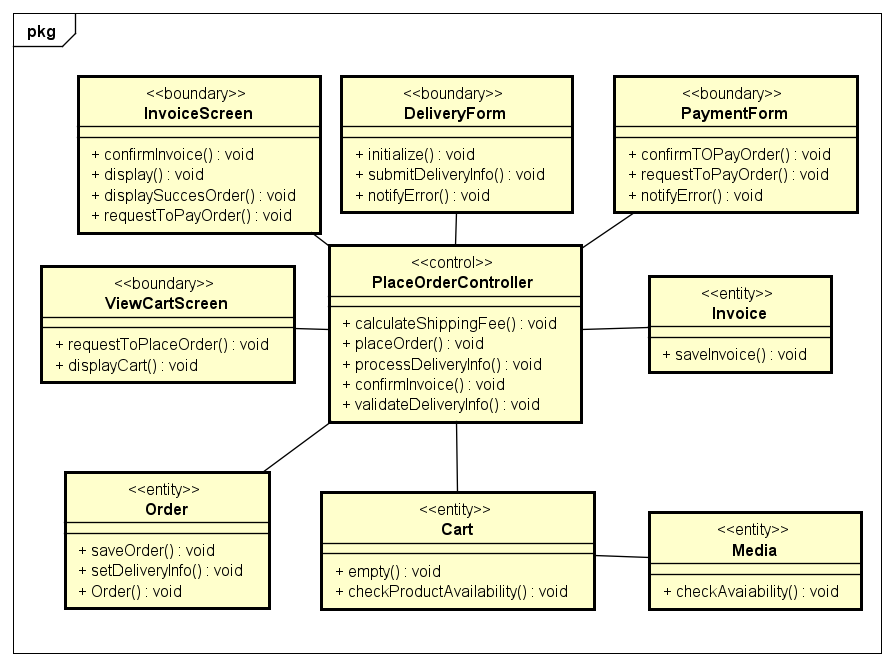 pkg
<<boundary>>
InvoiceScreen
+ confirmInvoice() : void
+ display() : void
+ displaySuccesOrder() : void
+ requestToPayOrder() : void
<<boundary>>
DeliveryForm
+ initialize() : void
+ submitDeliveryInfo() : void
+ notifyError() : void
<<boundary>>
PaymentForm
+ confirmTOPayOrder() : void
+ requestToPayOrder() : void
+ notifyError() : void
<<boundary>>
ViewCartScreen
+ requestToPlaceOrder() : void
+ displayCart() : void
<<control>>
PlaceOrderController
+ calculateShippingFee() : void
+ placeOrder() : void
+ processDeliveryInfo() : void
+ confirmInvoice() : void
+ validateDeliveryInfo() : void
<<entity>>
Invoice
+ saveInvoice() : void
<<entity>>
Order
+ saveOrder() : void
+ setDeliveryInfo() : void
+ Order() : void
<<entity>>
Cart
+ empty() : void
+ checkProductAvailability() : void
<<entity>>
Media
+ checkAvaiability() : void